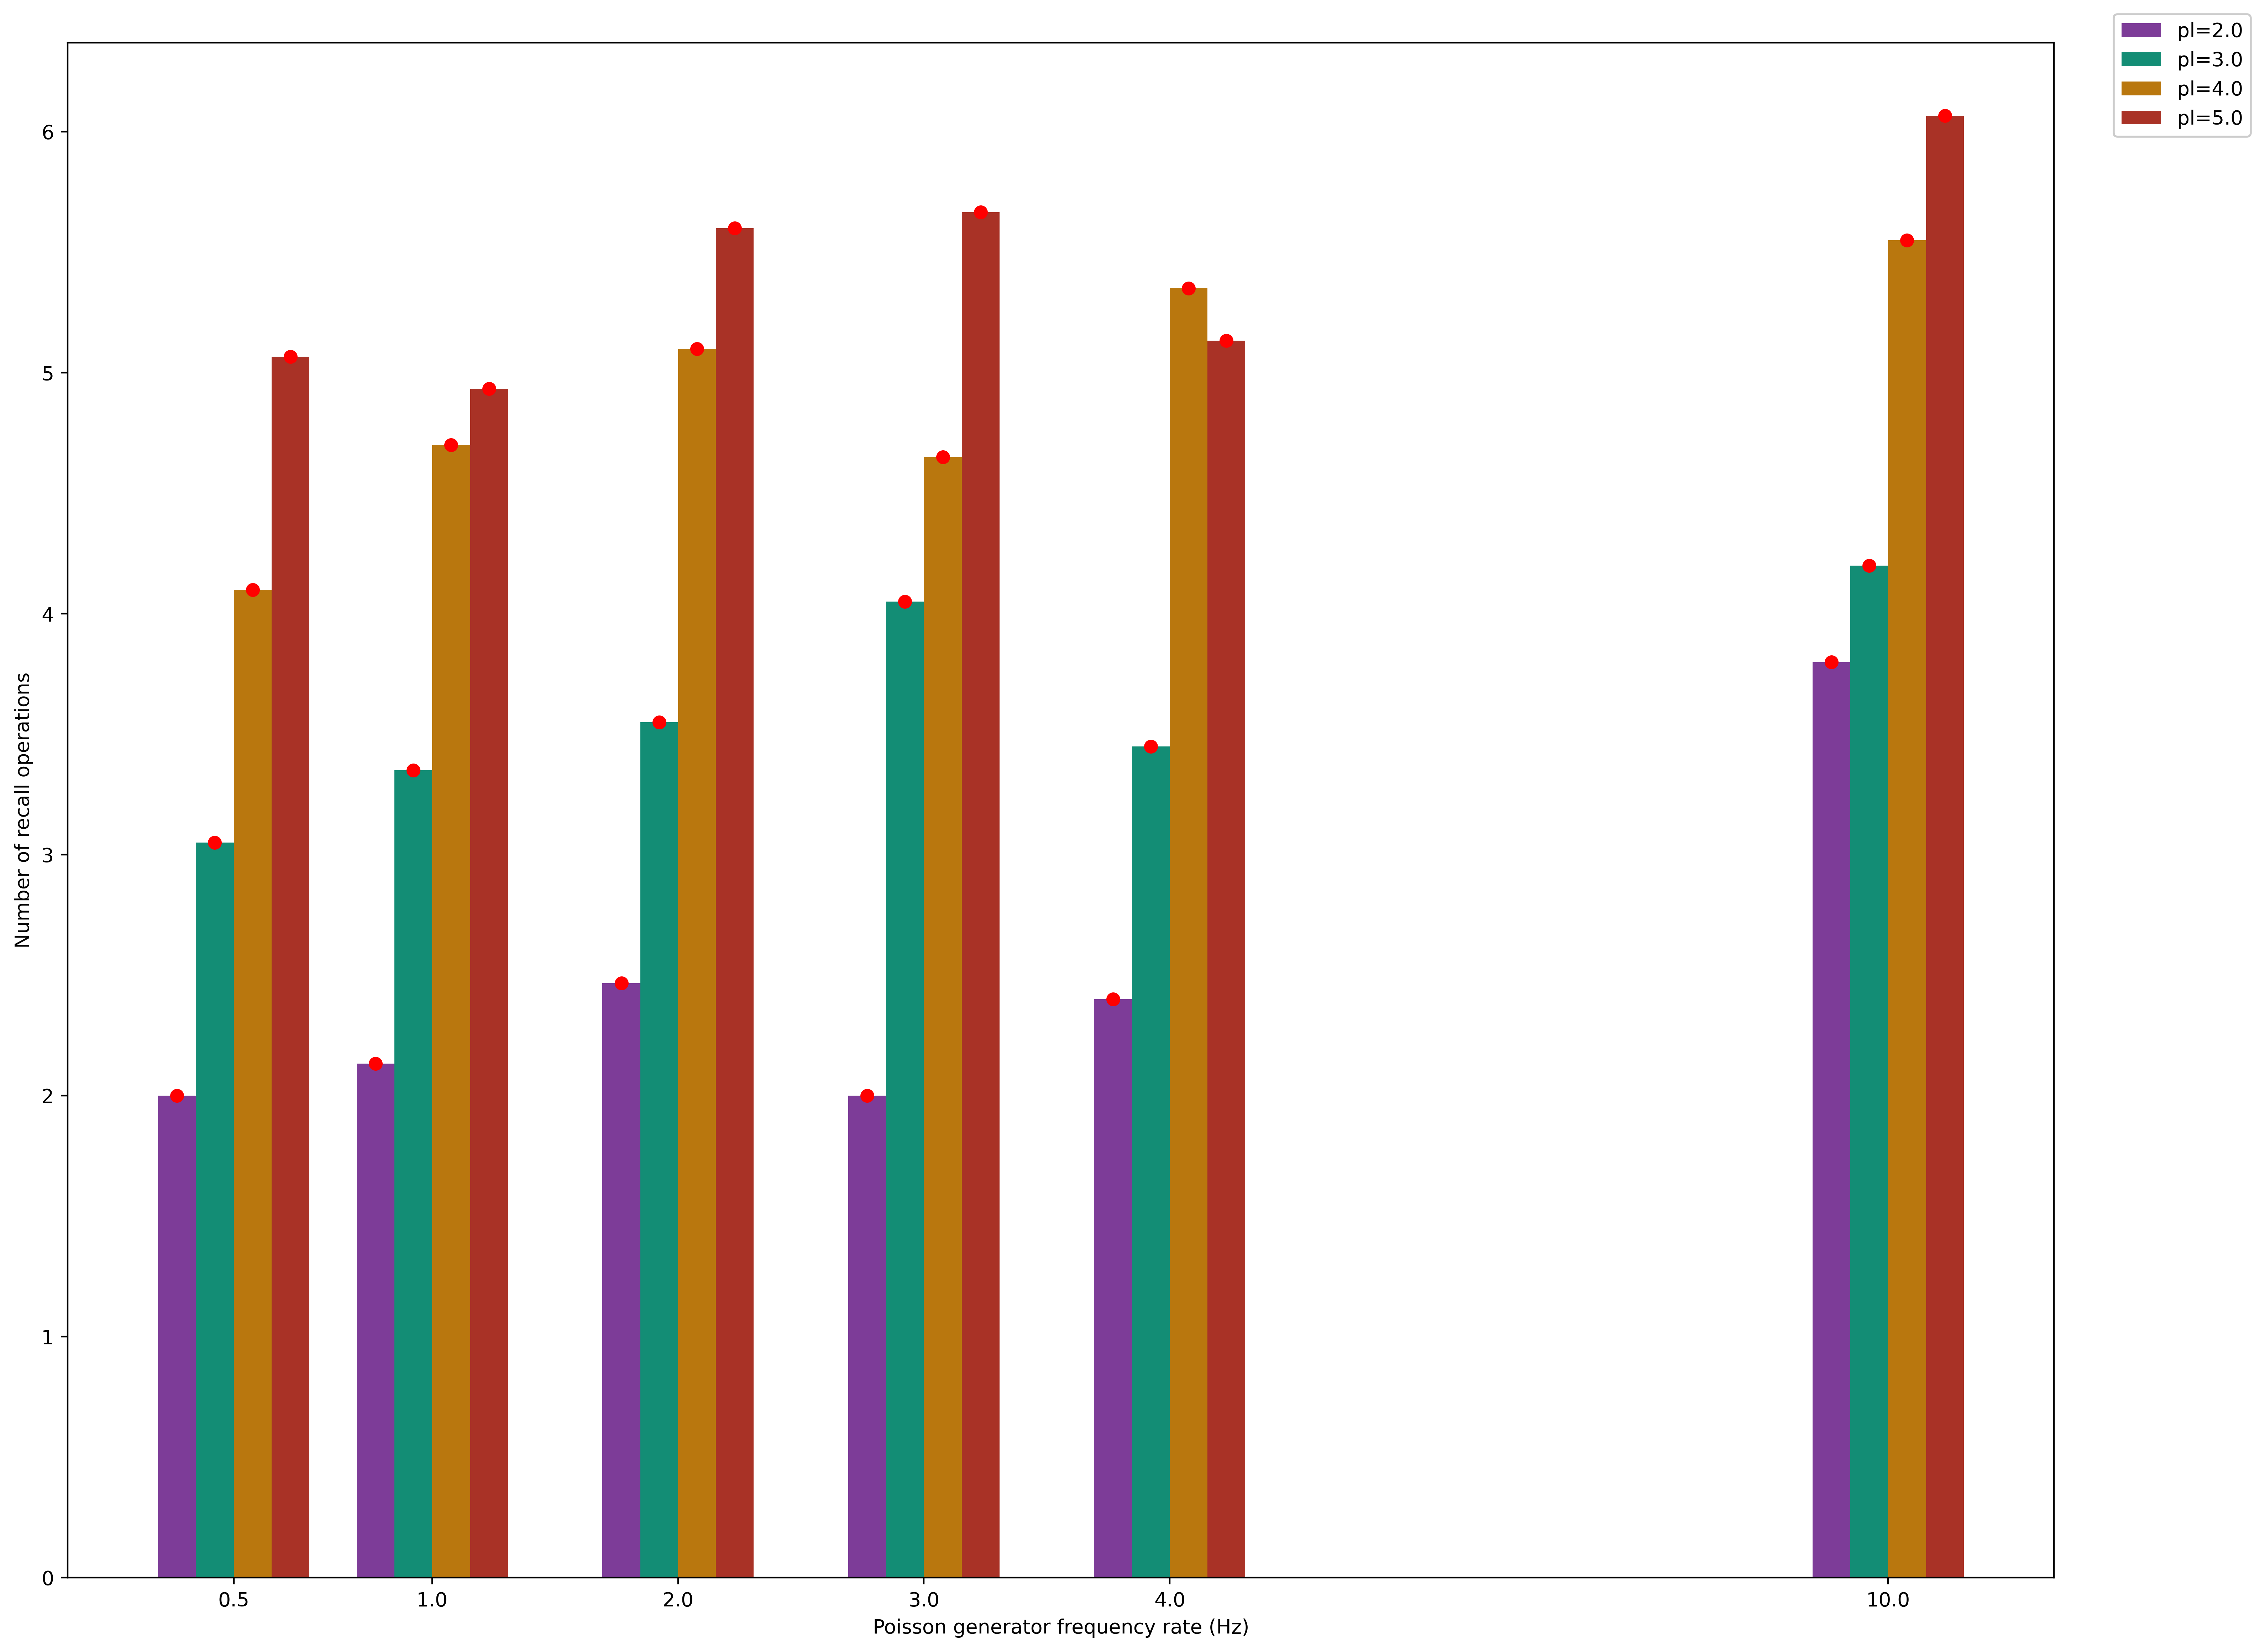 pl=2.0
pl=3.0
pl=4.0
pl=5.0
6
5
4
3
2
1
0
Number of recall operations
0.5 1.0 2.0 3.0 4.0 10.0
Poisson generator frequency rate (Hz)